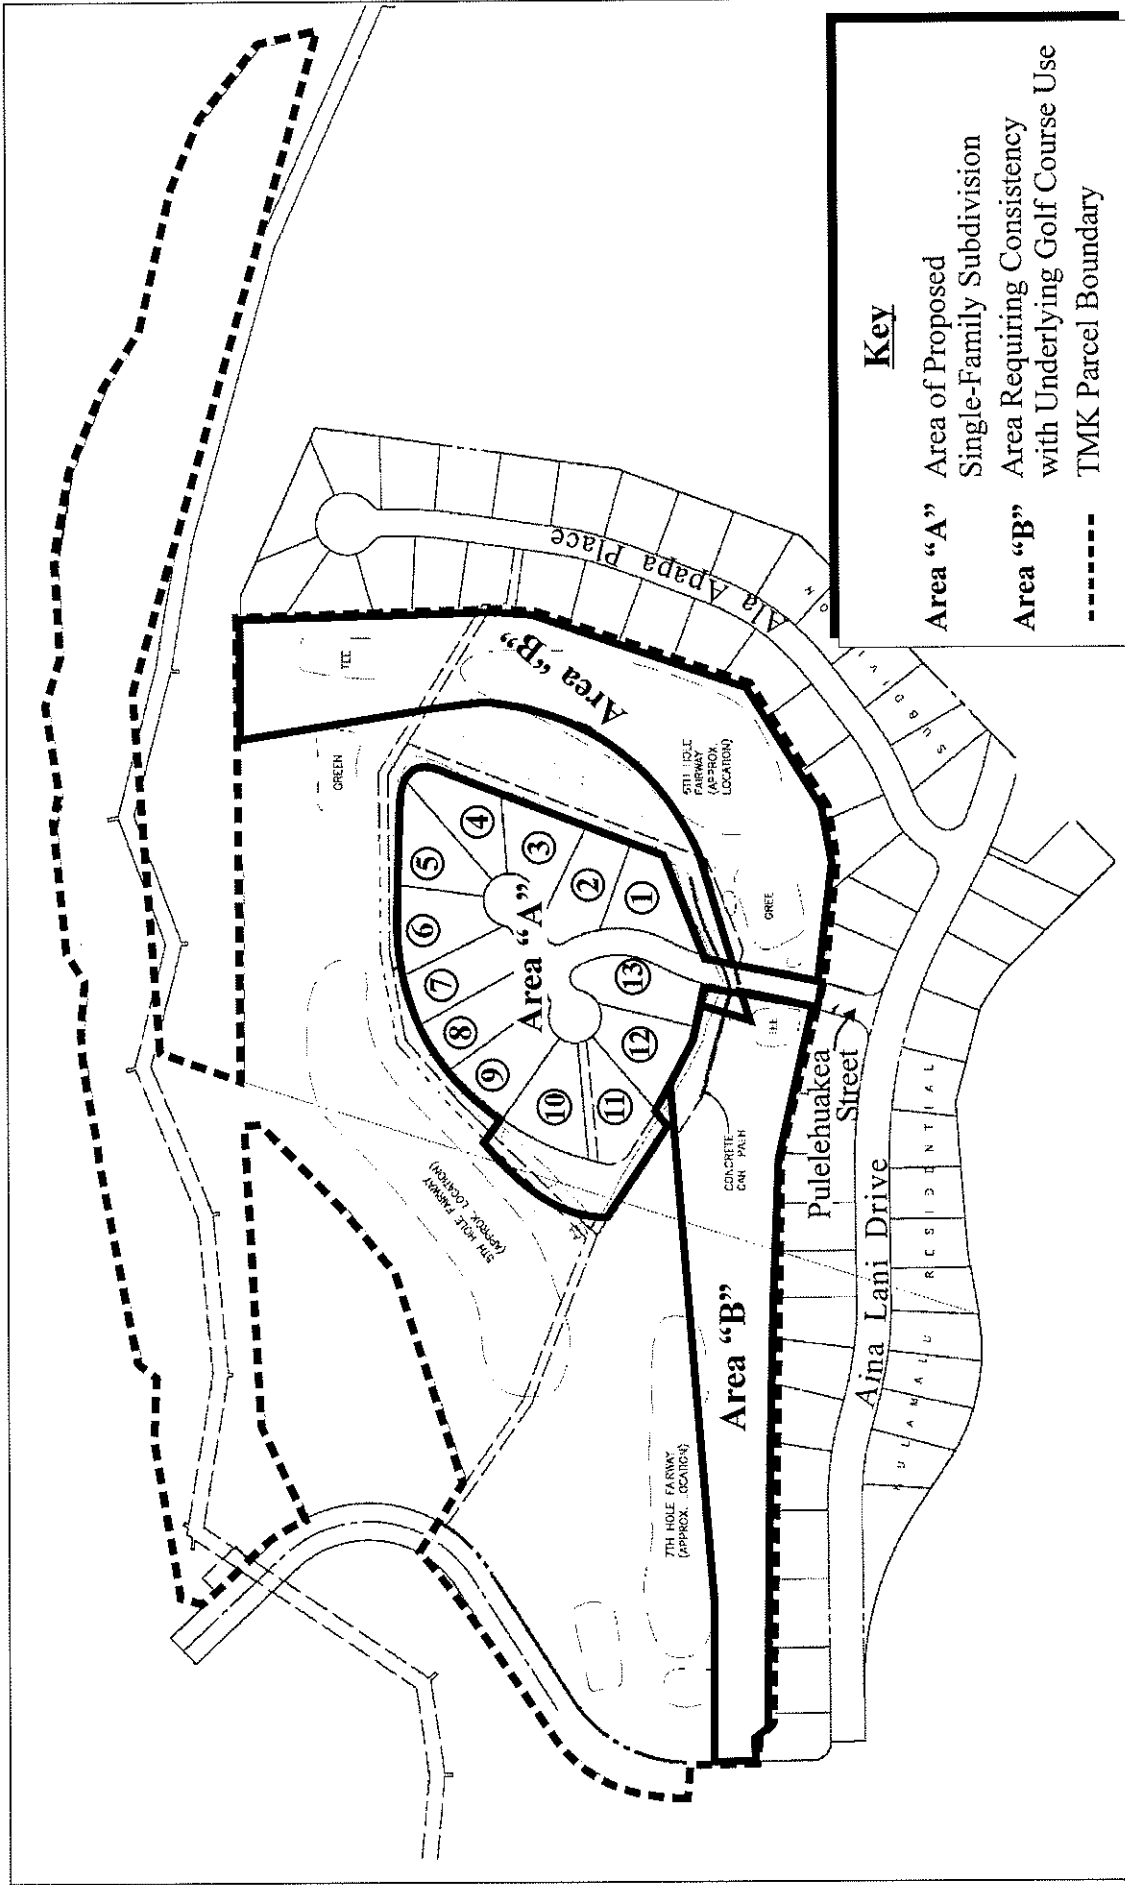 Key
Area “A” Area of Proposed
Single-Family Subdivision
Area “B” Area Requiring Consistency
with Underlying Golf Course Use
TMK Parcel Boundary
Area “A”
1
2
3
4
5
6
7
8
9
10
11
12
13
Area “B”
Area “B”
Ala Apapa Place
Aina Lani Drive
Pulelehuakea
Street
TEE
GREEN
5TH HOLE
FAIRWAY
(APPROX.
LOCATION)
GREE
CONCRETE
CAR PATH
5TH HOLE FAIRWAY
(APPROX. LOCATION)
7TH HOLE FAIRWAY
(APPROX. LOCATION)
RESIDENTIAL